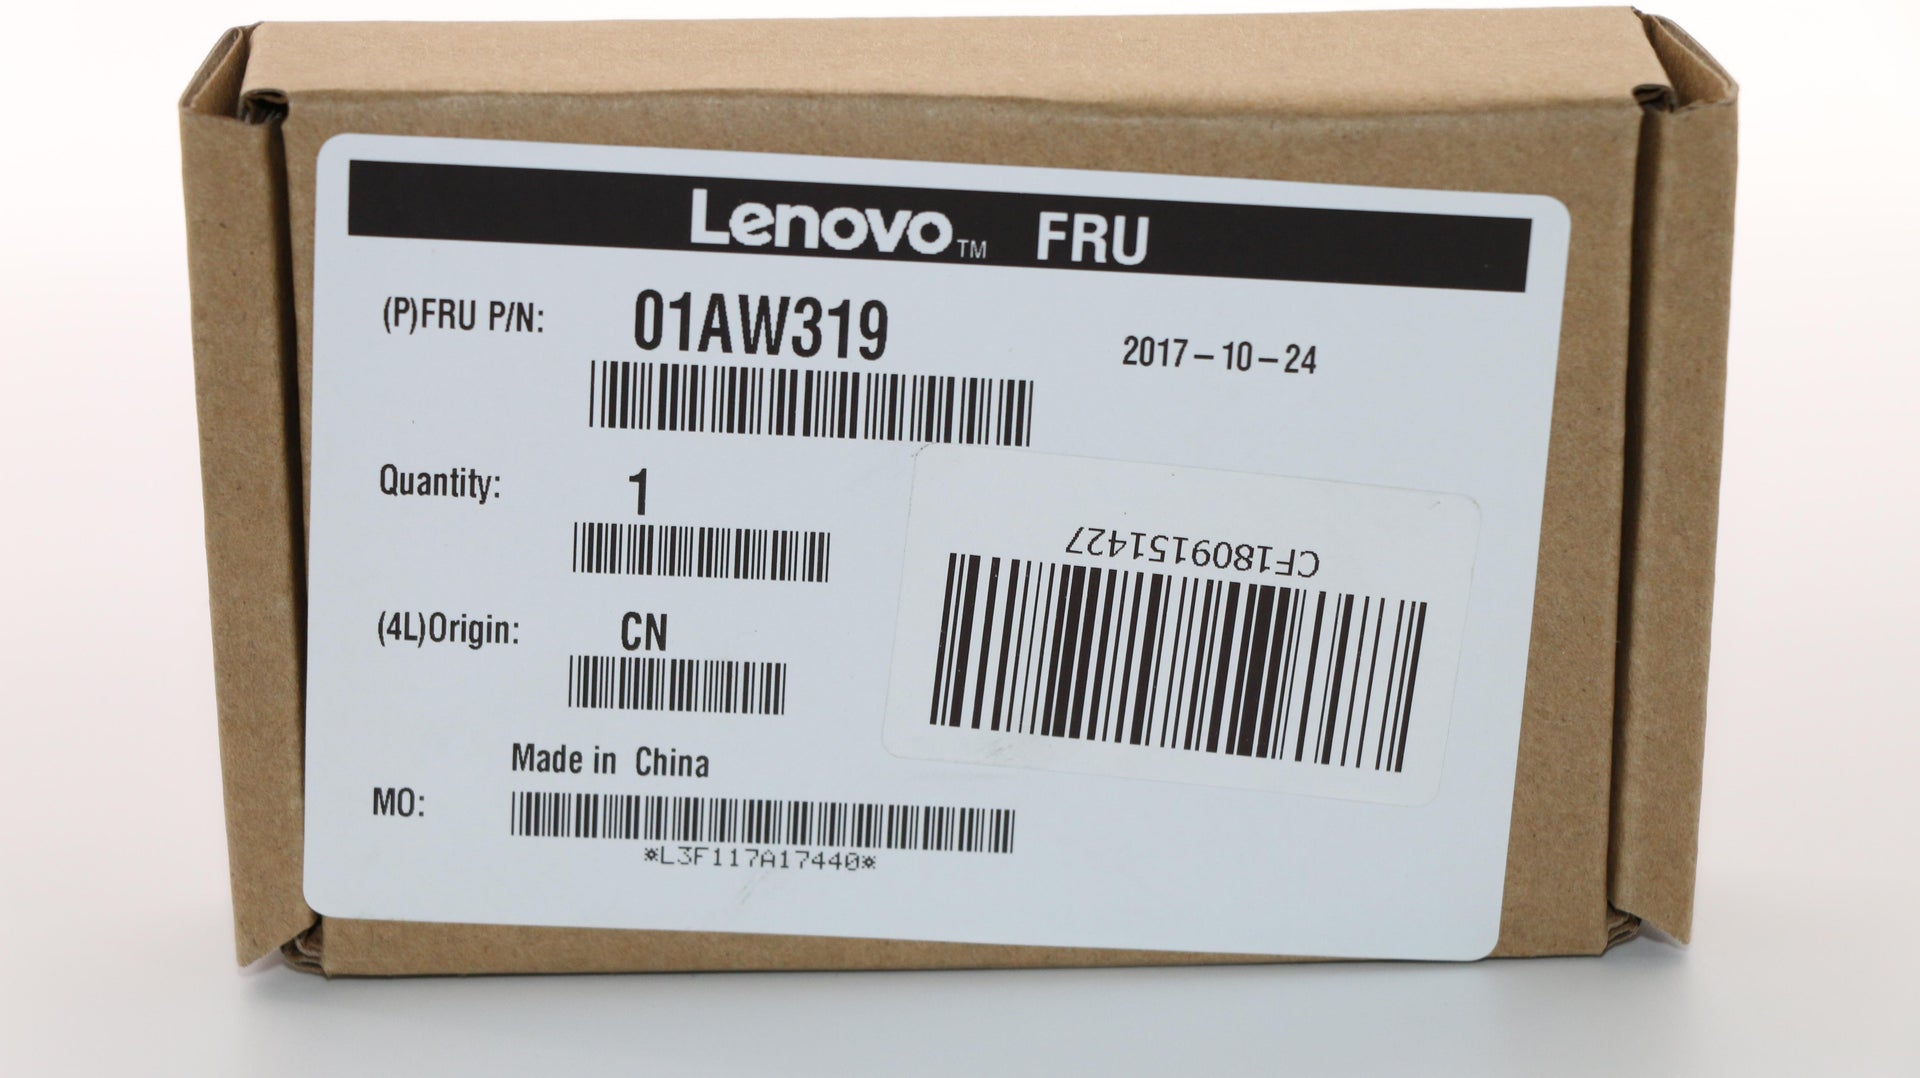 Lenovo™ FRU
(P)FRU P/N: 01AW319
2017-10-24
Quantity: 1
CF1809151427
(4L)Origin: CN
Made in China
MO:
*L3F117A17440*